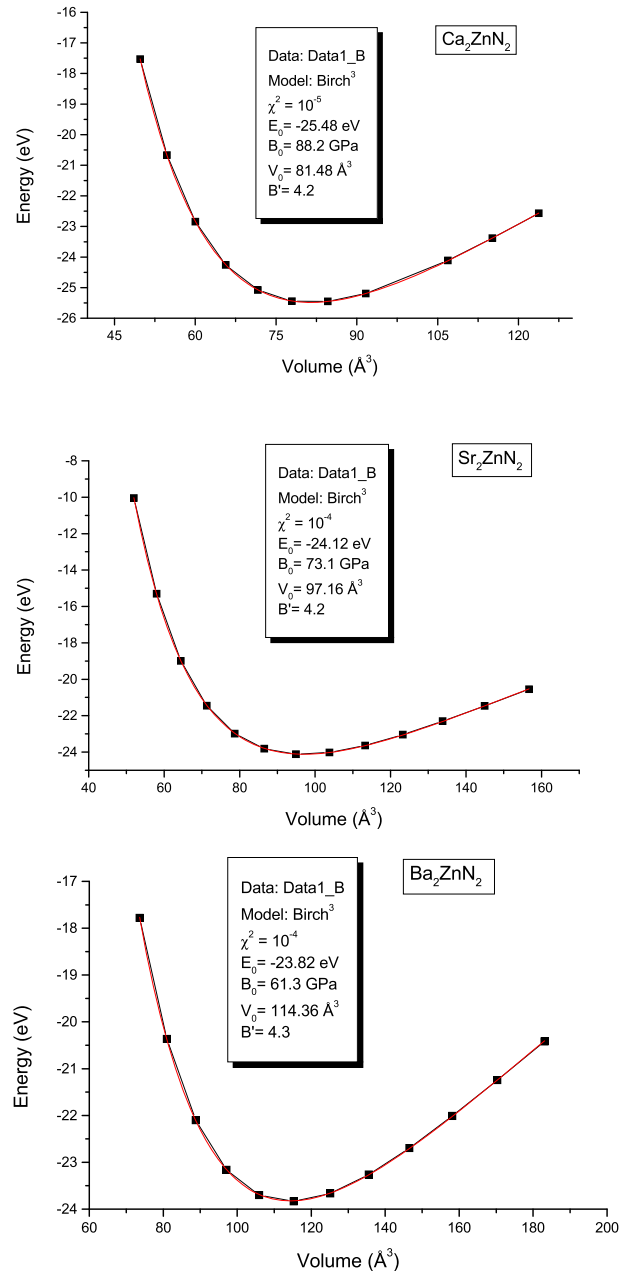 Ca₂ZnN₂
Data: Data1_B
Model: Birch³
χ² = 10⁻⁵
E₀= -25.48 eV
B₀= 88.2 GPa
V₀= 81.48 Å³
B'= 4.2
-16
-17
-18
-19
-20
-21
-22
-23
-24
-25
-26
Energy (eV)
45 60 75 90 105 120
Volume (Å³)
Sr₂ZnN₂
Data: Data1_B
Model: Birch³
χ² = 10⁻⁴
E₀= -24.12 eV
B₀= 73.1 GPa
V₀= 97.16 Å³
B'= 4.2
-8
-10
-12
-14
-16
-18
-20
-22
-24
Energy (eV)
40 60 80 100 120 140 160
Volume (Å³)
Ba₂ZnN₂
Data: Data1_B
Model: Birch³
χ² = 10⁻⁴
E₀= -23.82 eV
B₀= 61.3 GPa
V₀= 114.36 Å³
B'= 4.3
-17
-18
-19
-20
-21
-22
-23
-24
Energy (eV)
60 80 100 120 140 160 180 200
Volume (Å³)